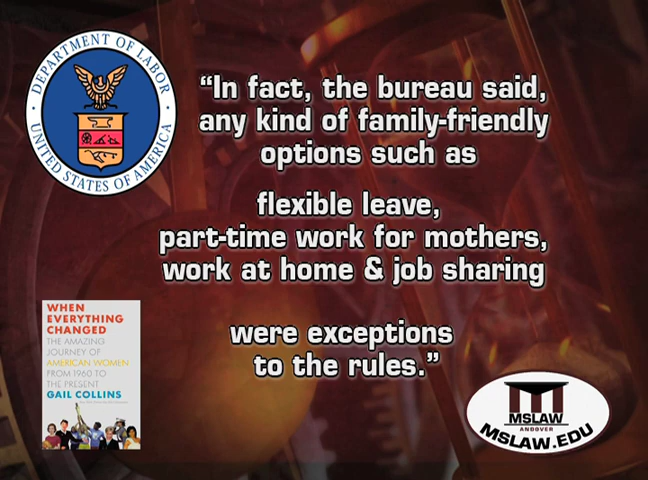 DEPARTMENT OF LABOR
UNITED STATES OF AMERICA
“In fact, the bureau said,
any kind of family-friendly
options such as
flexible leave,
part-time work for mothers,
work at home & job sharing
were exceptions
to the rules.”
WHEN
EVERYTHING
CHANGED
THE AMAZING
JOURNEY OF
AMERICAN WOMEN
FROM 1960 TO
THE PRESENT
GAIL COLLINS
MSLAW
ANDOVER
MSLAW.EDU